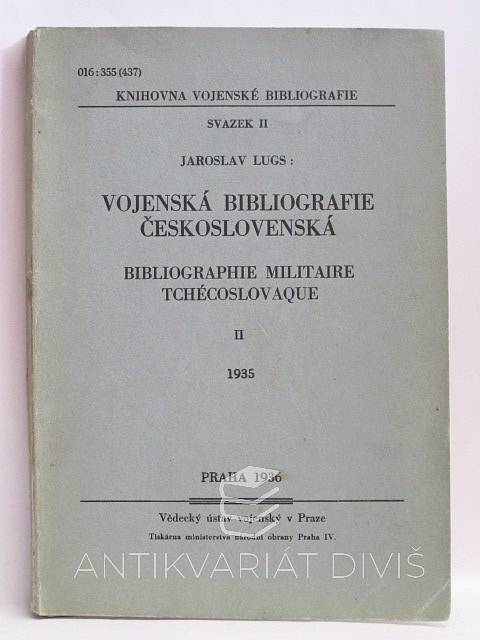 016 : 355 (437)
KNIHOVNA VOJENSKÉ BIBLIOGRAFIE
SVAZEK II
JAROSLAV LUGS :
VOJENSKÁ BIBLIOGRAFIE
ČESKOSLOVENSKÁ
BIBLIOGRAPHIE MILITAIRE
TCHÉCOSLOVAQUE
II
1935
PRAHA 1936
Vědecký ústav vojenský v Praze
Tiskárna ministerstva národní obrany Praha IV.
ANTIKVARIÁT DIVIŠ